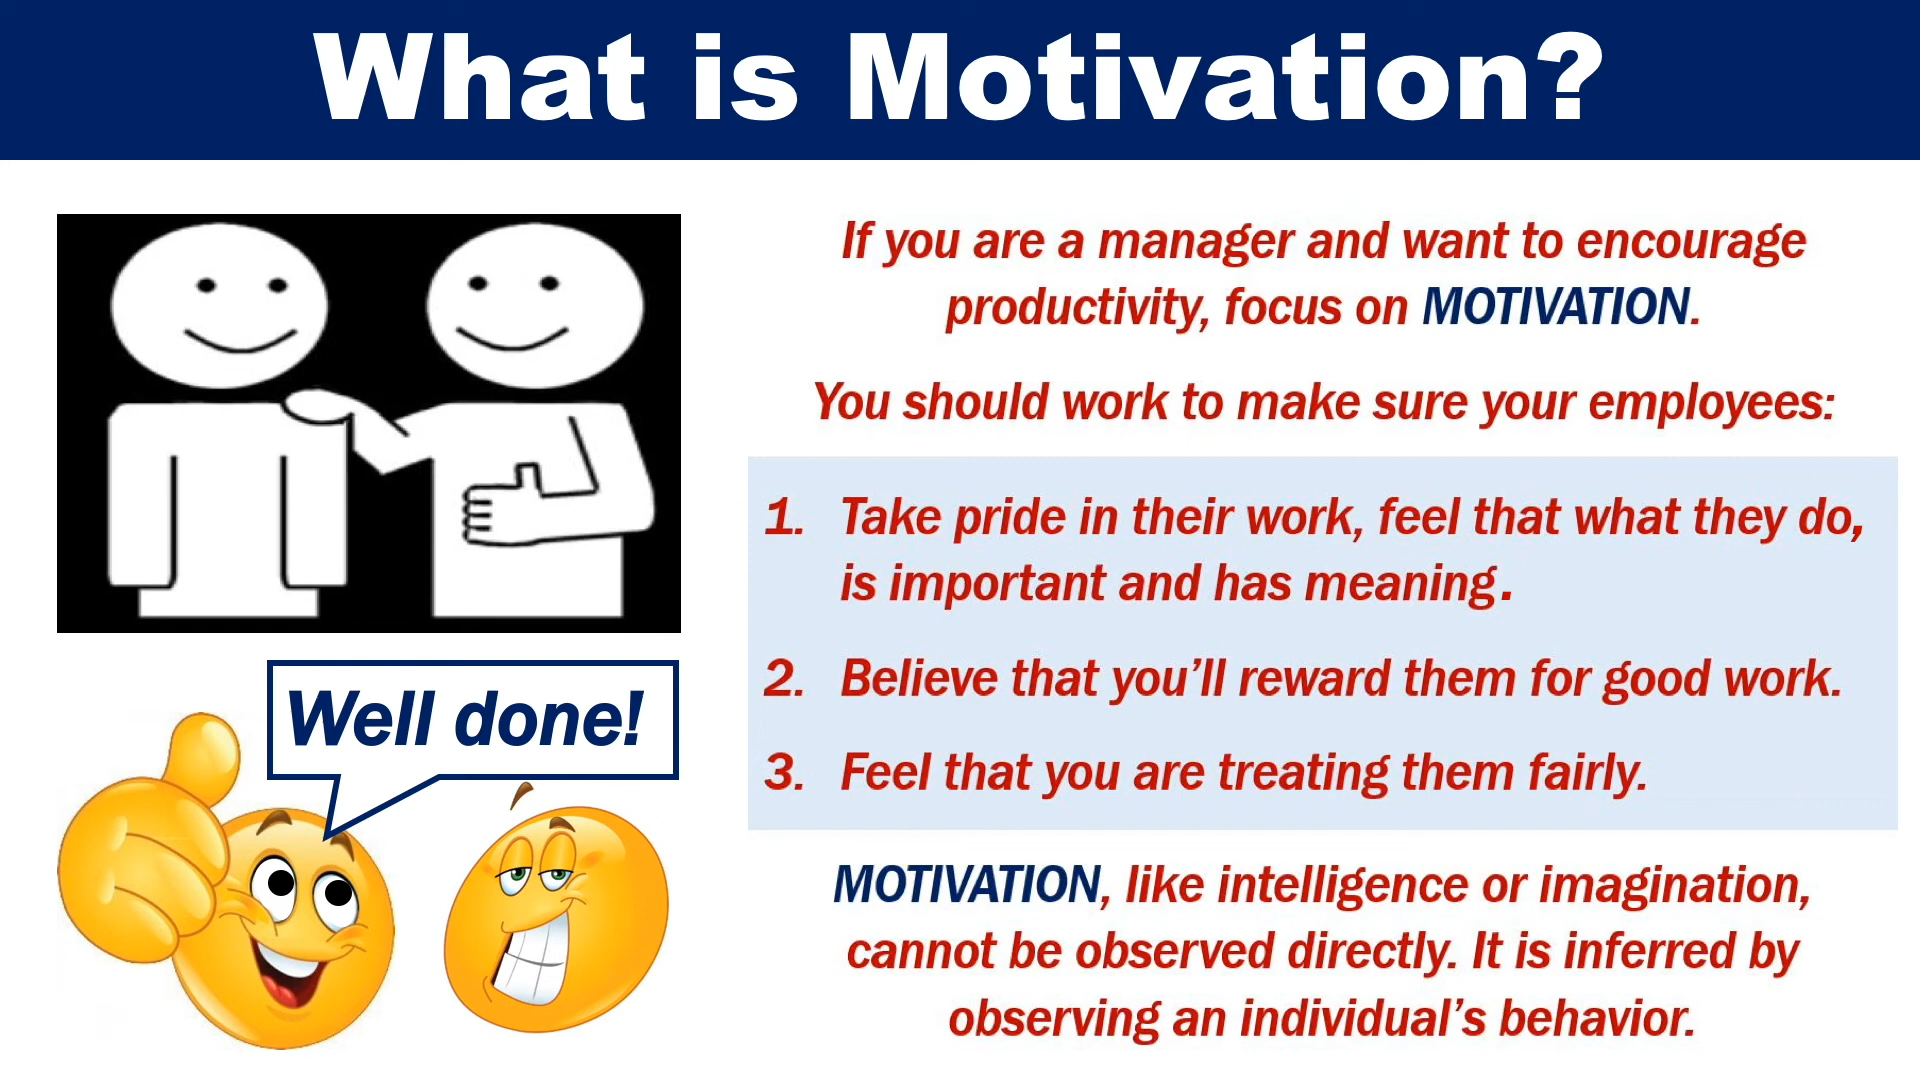 What is Motivation?
If you are a manager and want to encourage
productivity, focus on MOTIVATION.
You should work to make sure your employees:
1. Take pride in their work, feel that what they do,
is important and has meaning.
2. Believe that you’ll reward them for good work.
3. Feel that you are treating them fairly.
Well done!
MOTIVATION, like intelligence or imagination,
cannot be observed directly. It is inferred by
observing an individual’s behavior.